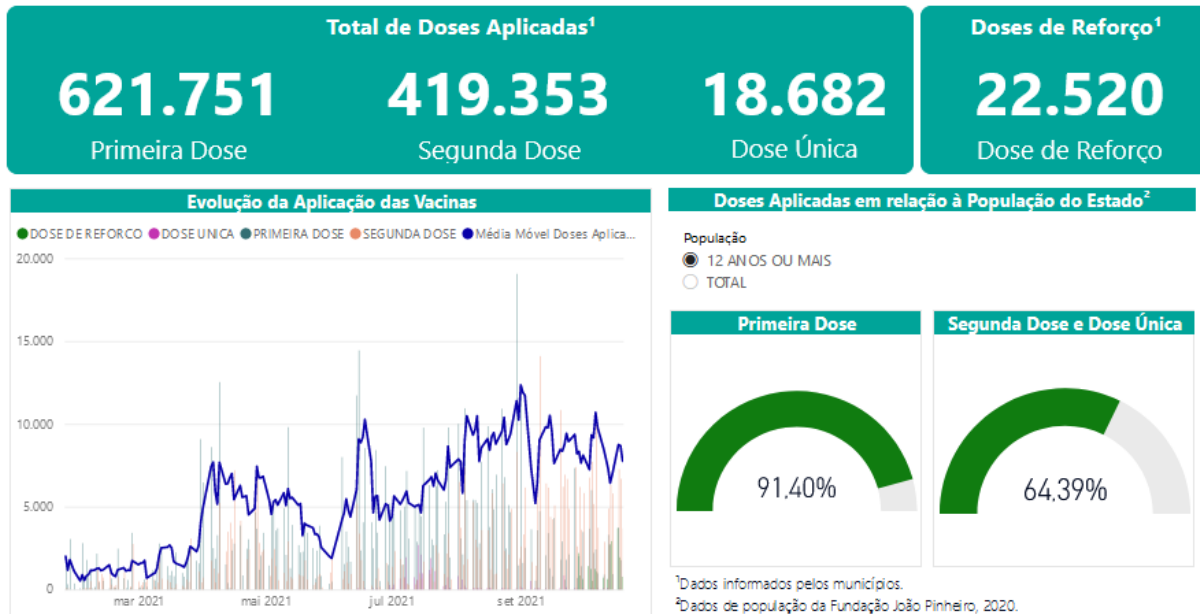 Total de Doses Aplicadas¹
621.751
419.353
18.682
Primeira Dose
Segunda Dose
Dose Única
Doses de Reforço¹
22.520
Dose de Reforço
Evolução da Aplicação das Vacinas
DOSE DE REFORCO DOSE UNICA PRIMEIRA DOSE SEGUNDA DOSE Média Móvel Doses Aplica...
20.000
15.000
10.000
5.000
0
mar 2021 mai 2021 jul 2021 set 2021
Doses Aplicadas em relação à População do Estado²
População
12 ANOS OU MAIS
TOTAL
Primeira Dose
91,40%
Segunda Dose e Dose Única
64,39%
¹Dados informados pelos municípios.
²Dados de população da Fundação João Pinheiro, 2020.